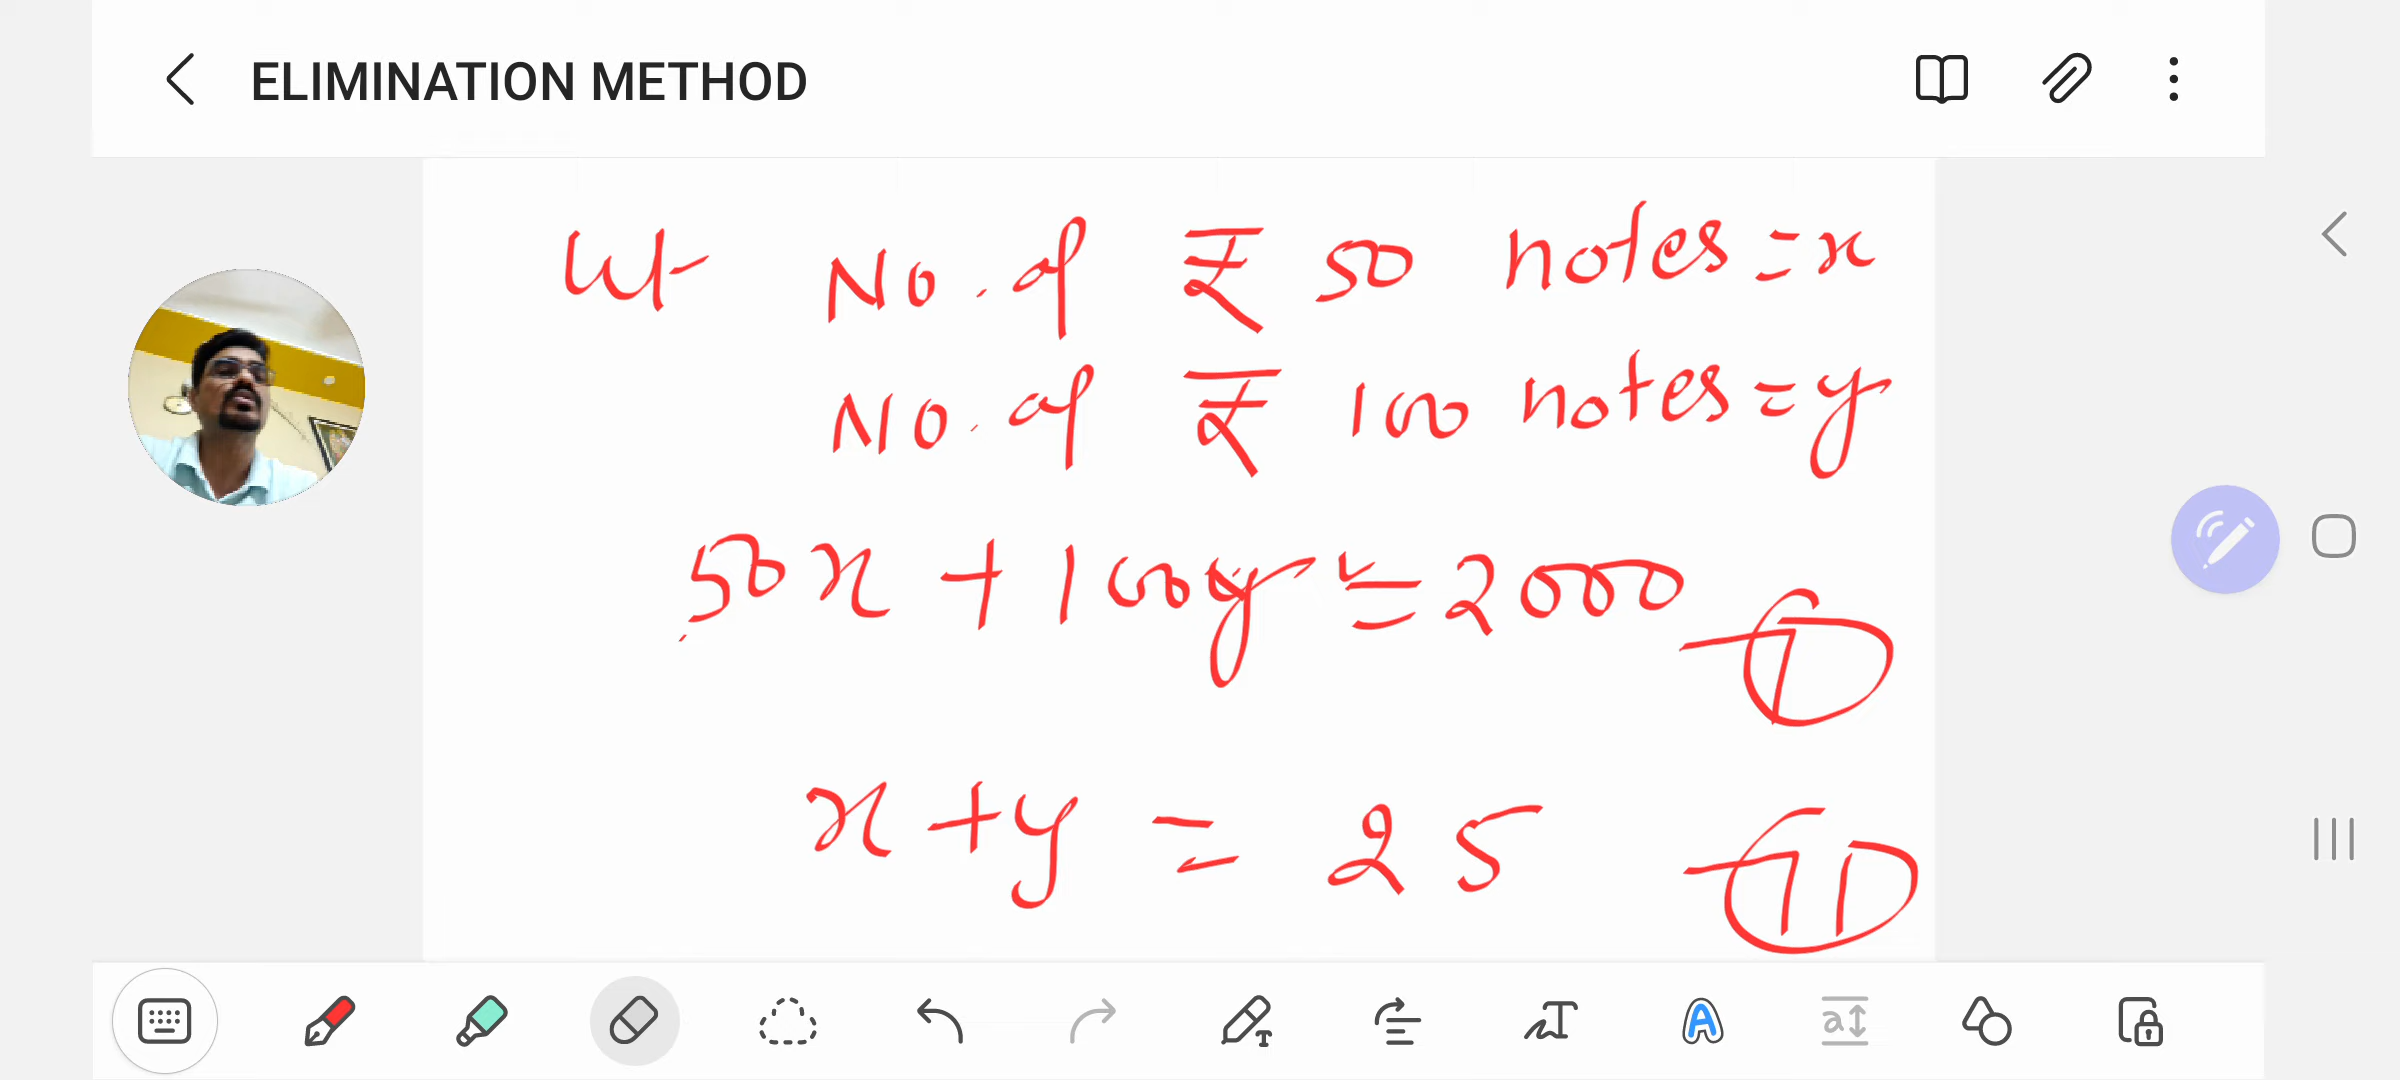 ELIMINATION METHOD
Let No. of ₹ 50 notes = x
No. of ₹ 100 notes = y
50x + 100y = 2000 — I
x + y = 25 — II